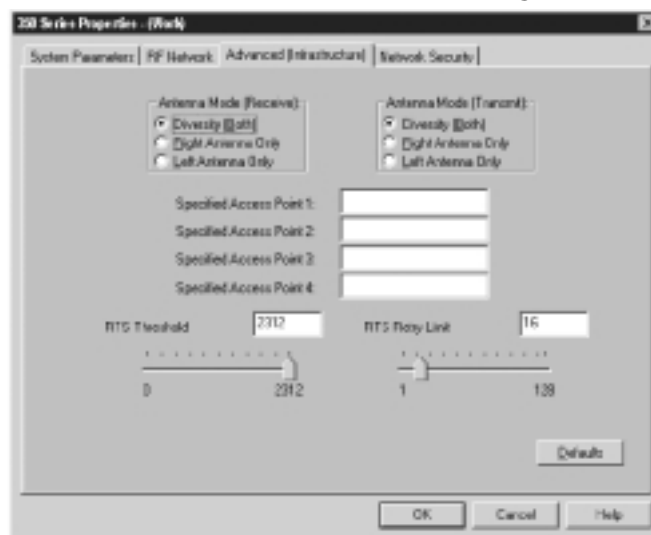 350 Series Properties - (Work)
System Parameters RF Network Advanced (Infrastructure) Network Security
Antenna Mode (Receive):
Diversity (Both)
Right Antenna Only
Left Antenna Only
Antenna Mode (Transmit):
Diversity (Both)
Right Antenna Only
Left Antenna Only
Specified Access Point 1:
Specified Access Point 2:
Specified Access Point 3:
Specified Access Point 4:
RTS Threshold 2312
0 2312
RTS Retry Limit 16
1 128
Defaults
OK Cancel Help